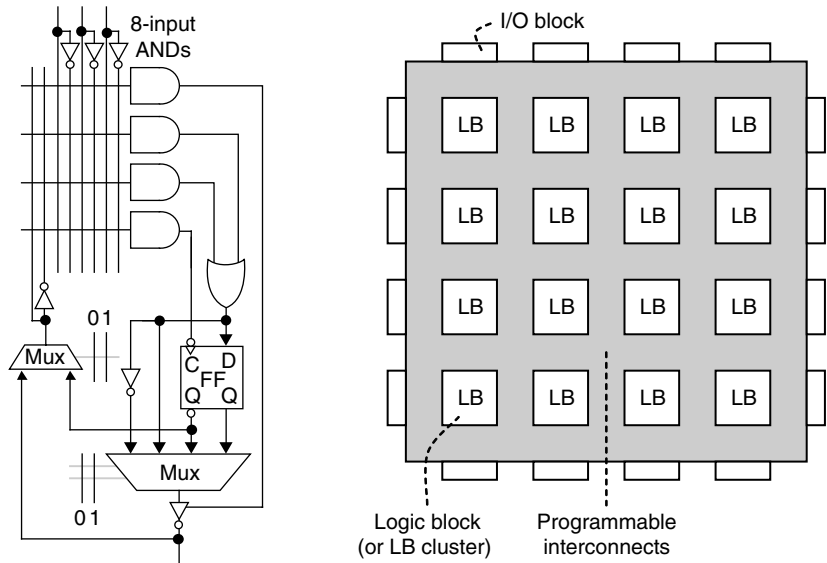 8-input
ANDs
0 1
Mux
C D
FF
Q Q
Mux
0 1
I/O block
LB LB LB LB
LB LB LB LB
LB LB LB LB
LB LB LB LB
Logic block
(or LB cluster)
Programmable
interconnects